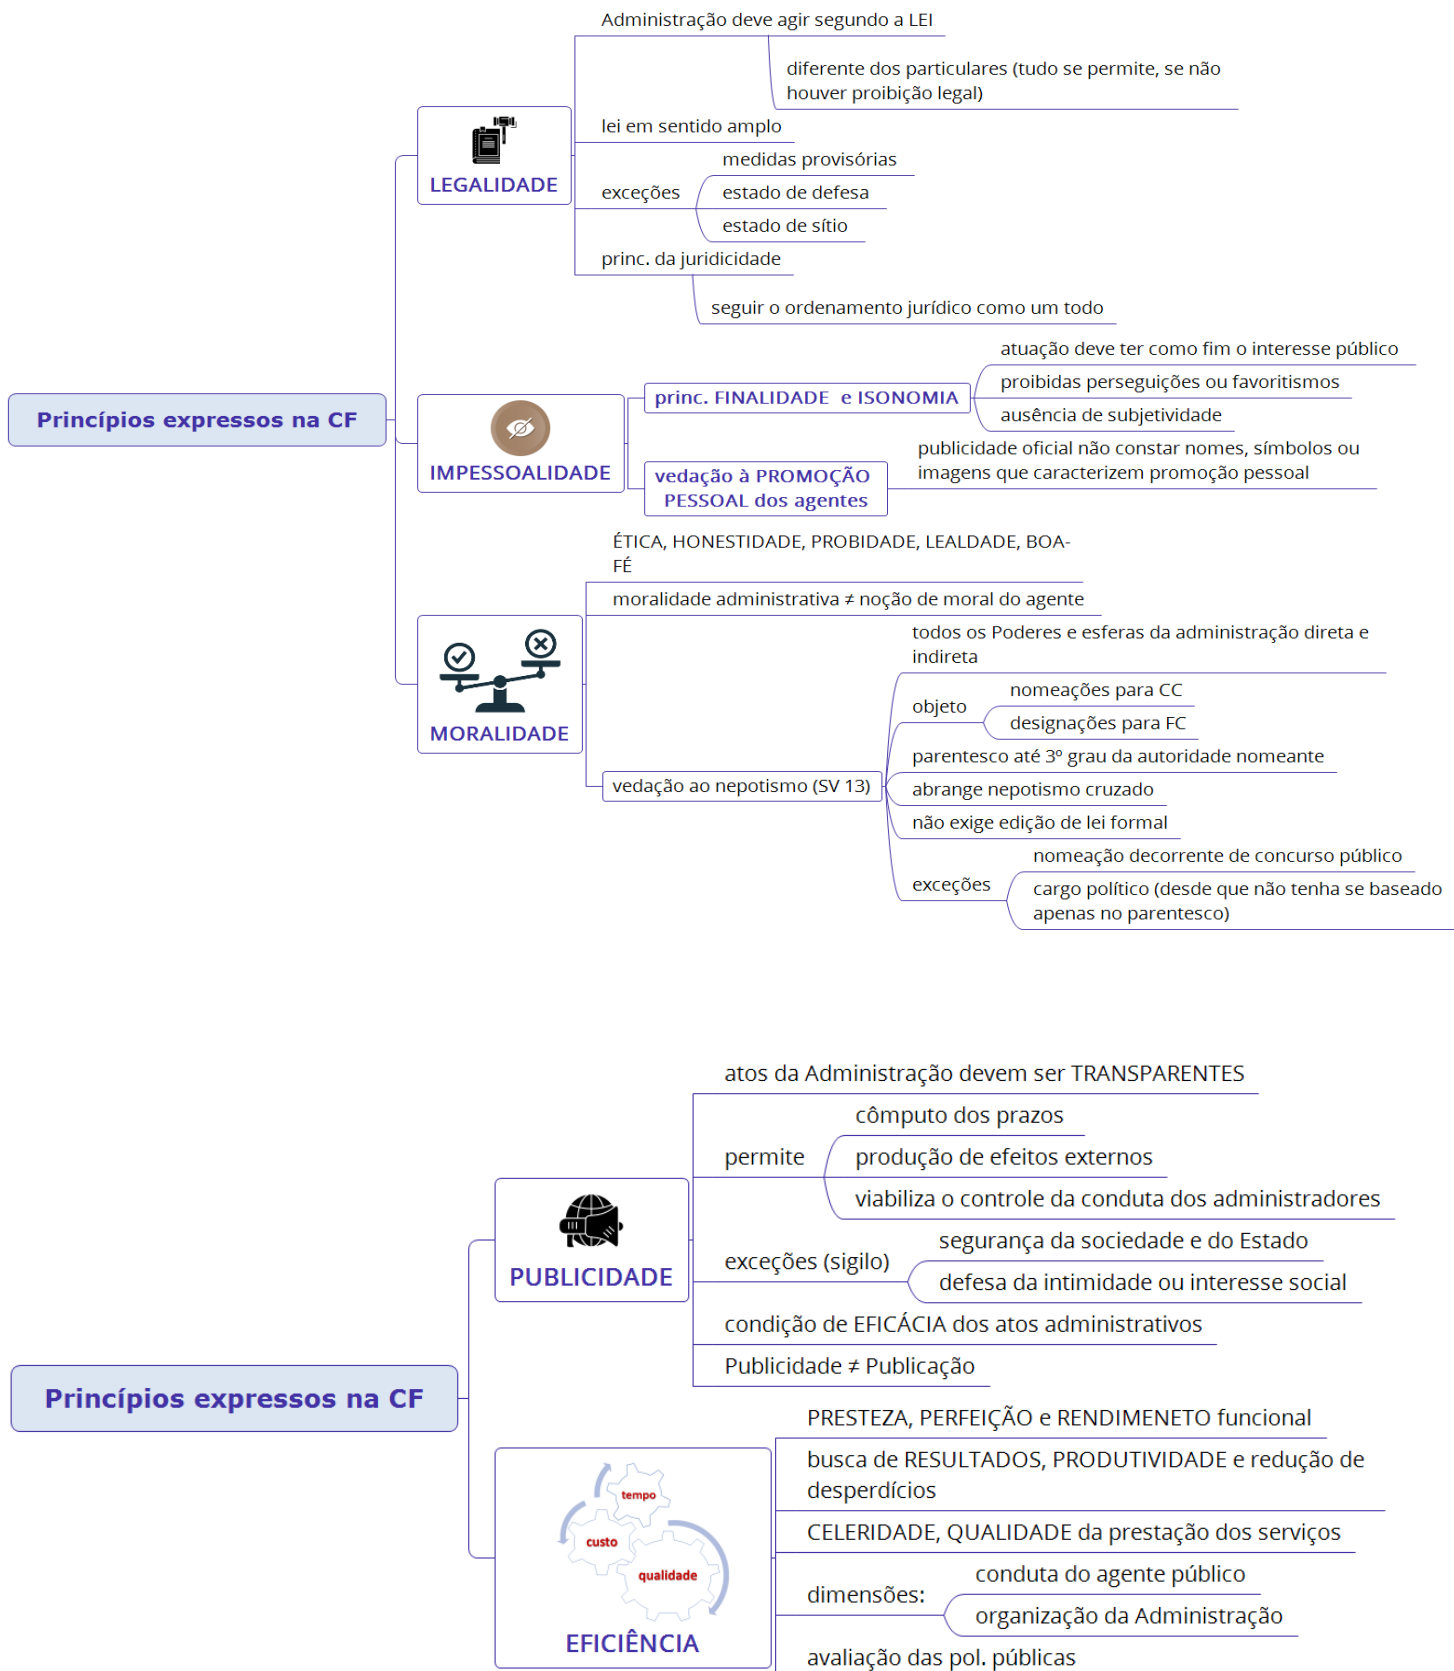 Princípios expressos na CF
LEGALIDADE
Administração deve agir segundo a LEI
diferente dos particulares (tudo se permite, se não
houver proibição legal)
lei em sentido amplo
exceções
medidas provisórias
estado de defesa
estado de sítio
princ. da juridicidade
seguir o ordenamento jurídico como um todo
IMPESSOALIDADE
princ. FINALIDADE e ISONOMIA
atuação deve ter como fim o interesse público
proibidas perseguições ou favoritismos
ausência de subjetividade
vedação à PROMOÇÃO
PESSOAL dos agentes
publicidade oficial não constar nomes, símbolos ou
imagens que caracterizem promoção pessoal
MORALIDADE
ÉTICA, HONESTIDADE, PROBIDADE, LEALDADE, BOA-
FÉ
moralidade administrativa ≠ noção de moral do agente
vedação ao nepotismo (SV 13)
todos os Poderes e esferas da administração direta e
indireta
objeto
nomeações para CC
designações para FC
parentesco até 3º grau da autoridade nomeante
abrange nepotismo cruzado
não exige edição de lei formal
exceções
nomeação decorrente de concurso público
cargo político (desde que não tenha se baseado
apenas no parentesco)
Princípios expressos na CF
PUBLICIDADE
atos da Administração devem ser TRANSPARENTES
permite
cômputo dos prazos
produção de efeitos externos
viabiliza o controle da conduta dos administradores
exceções (sigilo)
segurança da sociedade e do Estado
defesa da intimidade ou interesse social
condição de EFICÁCIA dos atos administrativos
Publicidade ≠ Publicação
tempo
custo
qualidade
EFICIÊNCIA
PRESTEZA, PERFEIÇÃO e RENDIMENETO funcional
busca de RESULTADOS, PRODUTIVIDADE e redução de
desperdícios
CELERIDADE, QUALIDADE da prestação dos serviços
dimensões:
conduta do agente público
organização da Administração
avaliação das pol. públicas